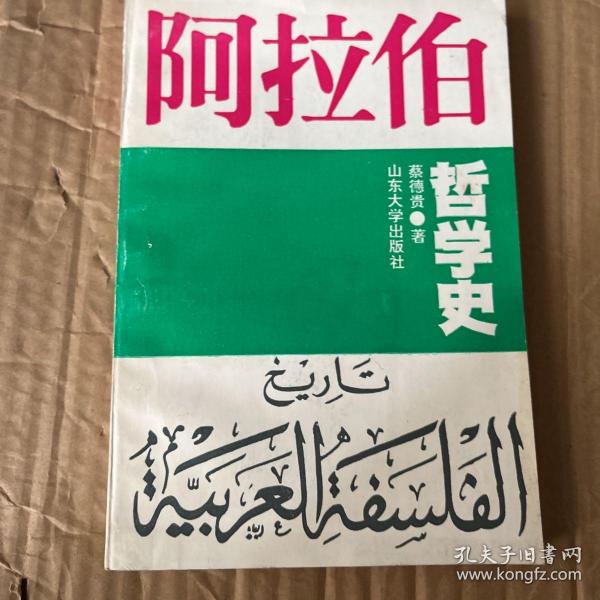 阿拉伯
哲学史
蔡德贵●著
山东大学出版社
تاريخ
الفلسفة العربية
孔夫子旧书网
www.kongfz.com